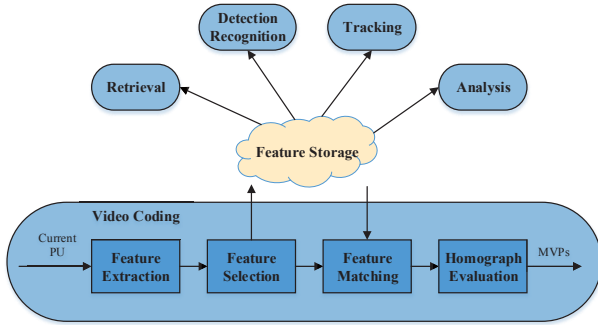 Detection
Recognition
Tracking
Retrieval
Analysis
Feature Storage
Video Coding
Current
PU
Feature
Extraction
Feature
Selection
Feature
Matching
Homograph
Evaluation
MVPs